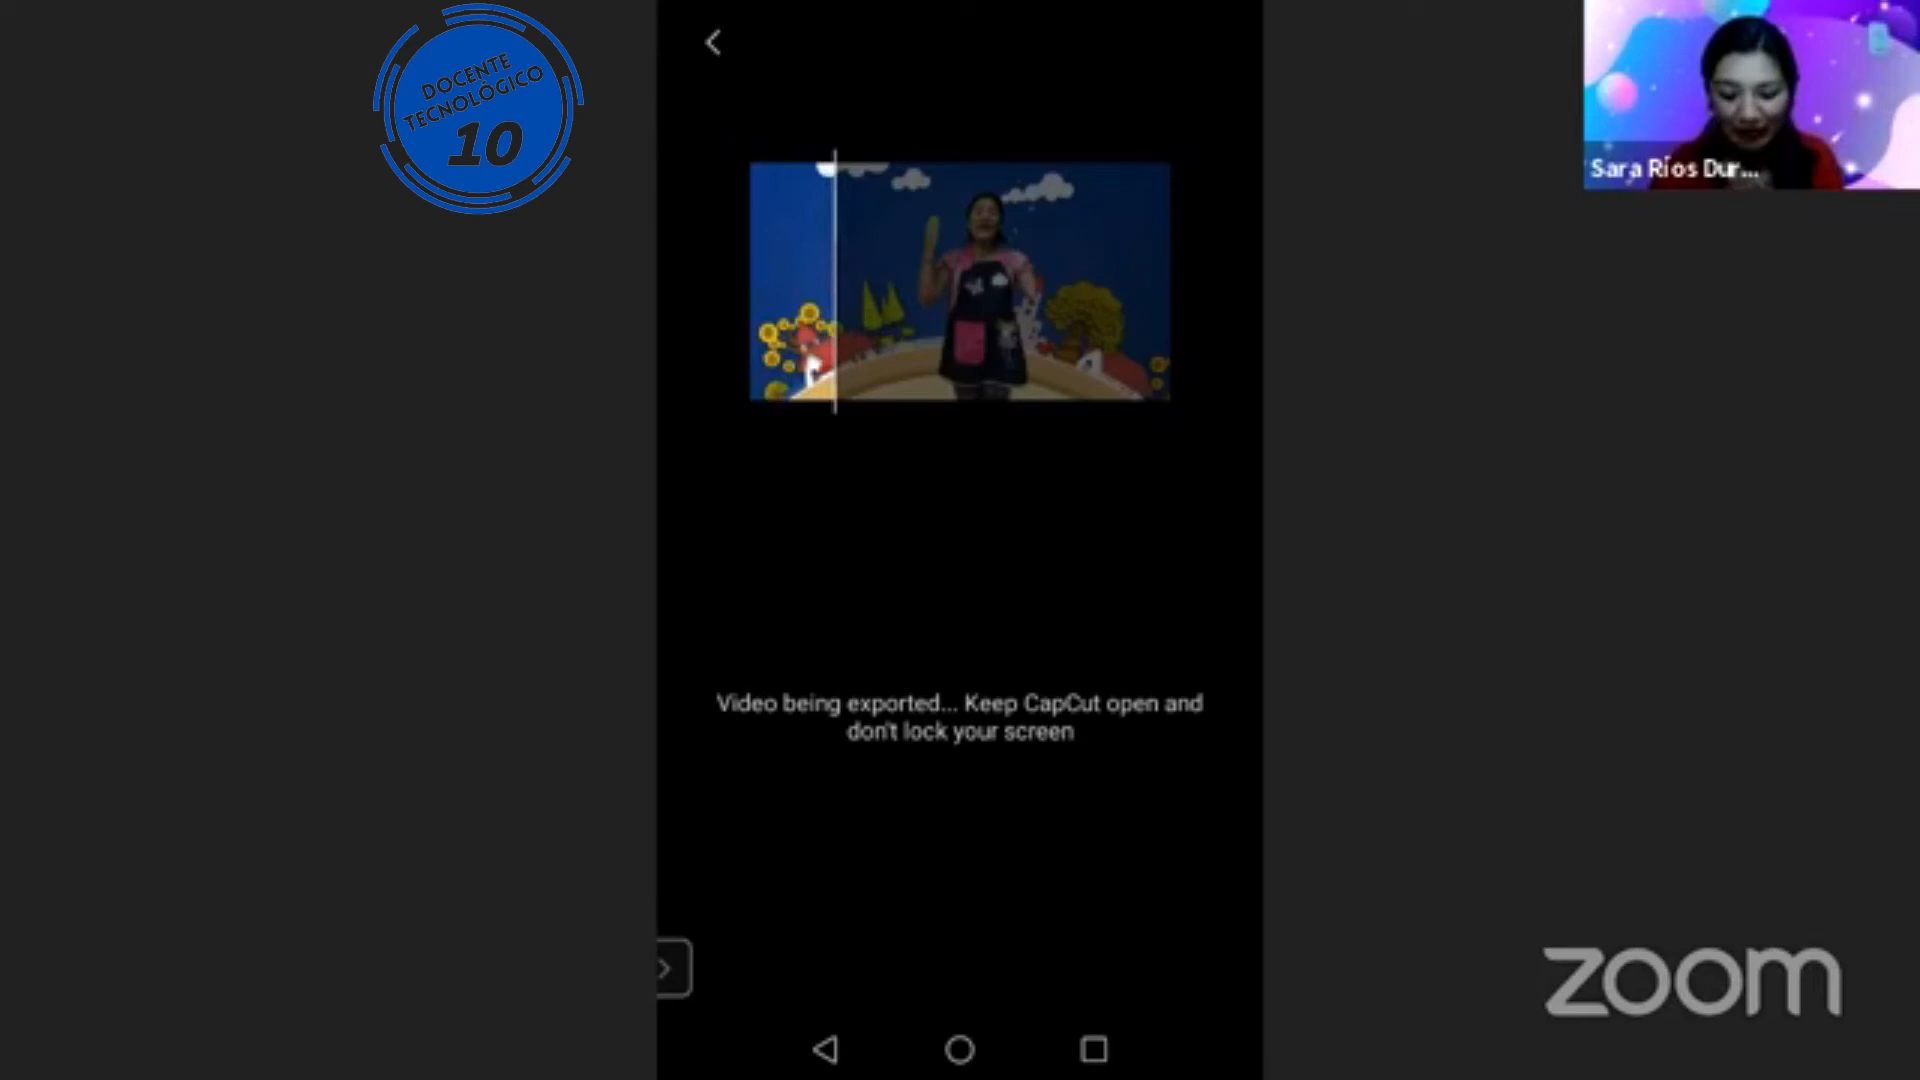 DOCENTE
TECNOLÓGICO
10
Sara Ríos Dur...
Video being exported... Keep CapCut open and
don't lock your screen
zoom